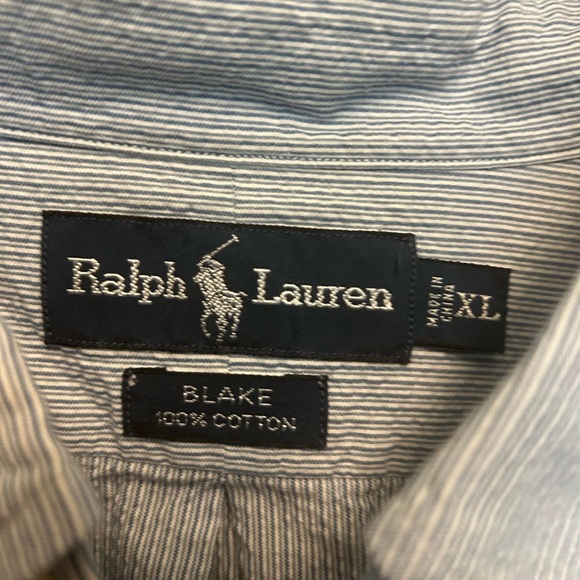 Ralph Lauren
MADE IN
CHINA
XL
BLAKE
100% COTTON